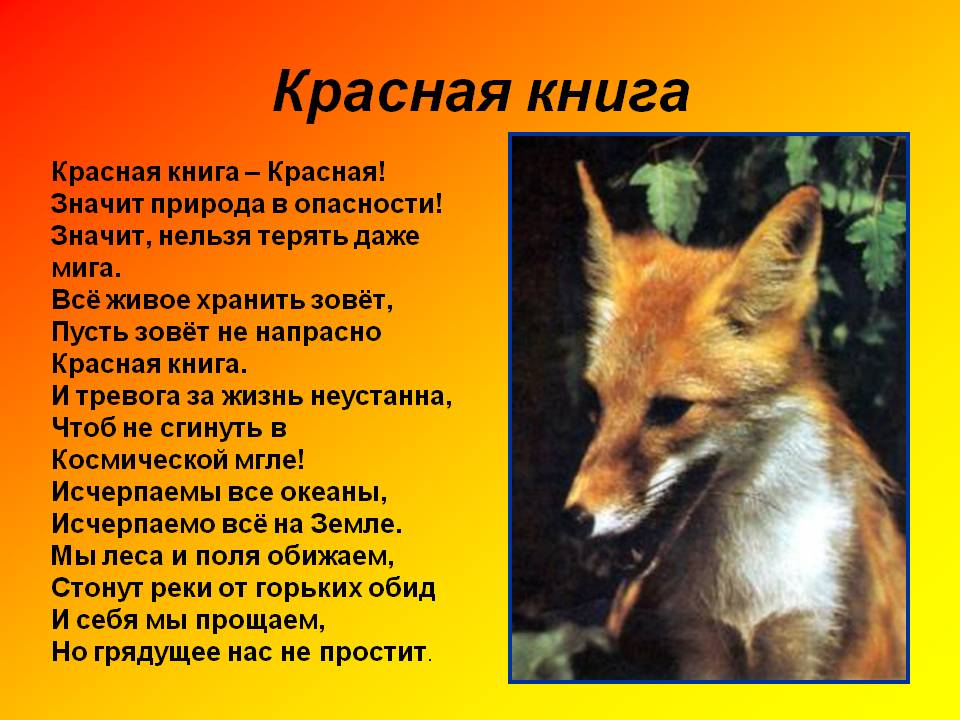 Красная книга
Красная книга – Красная!
Значит природа в опасности!
Значит, нельзя терять даже
мига.
Всё живое хранить зовёт,
Пусть зовёт не напрасно
Красная книга.
И тревога за жизнь неустанна,
Чтоб не сгинуть в
Космической мгле!
Исчерпаемы все океаны,
Исчерпаемо всё на Земле.
Мы леса и поля обижаем,
Стонут реки от горьких обид
И себя мы прощаем,
Но грядущее нас не простит.